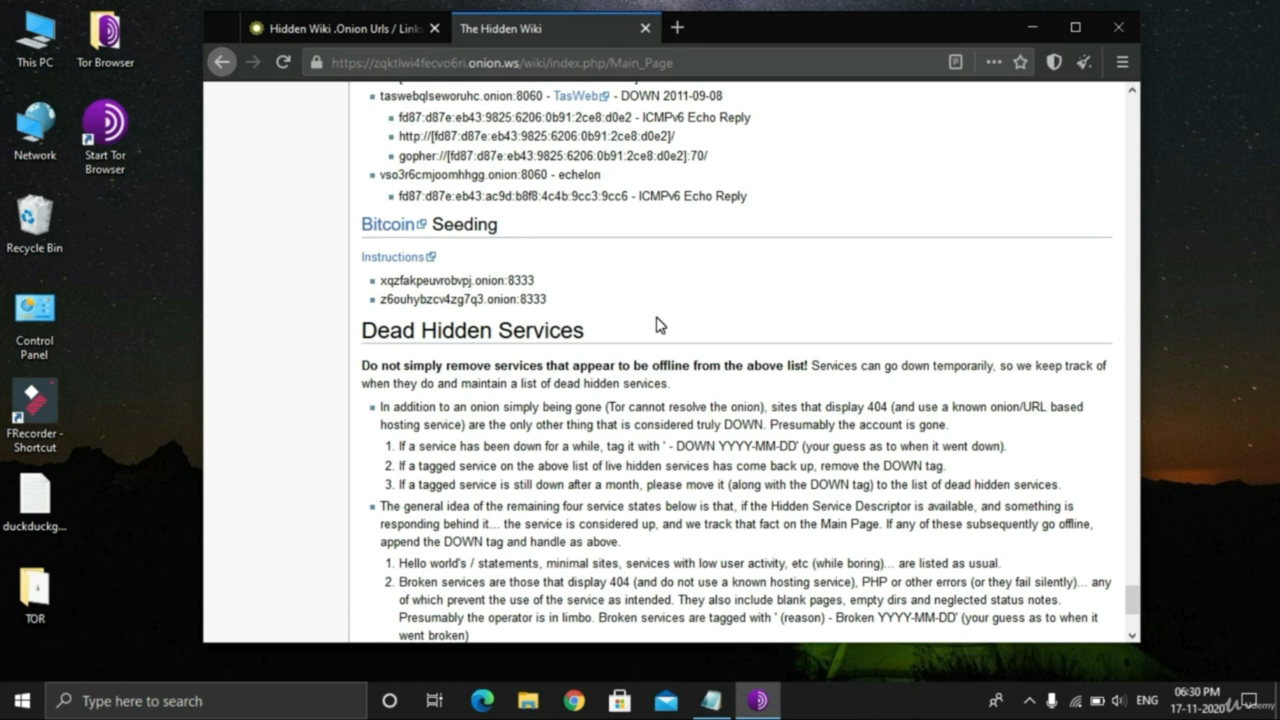 This PC
Tor Browser
Network
Start Tor
Browser
Recycle Bin
Control
Panel
FRecorder -
Shortcut
duckduckg...
TOR
Hidden Wiki .Onion Urls / Links
The Hidden Wiki
https://zqktlwi4fecvo6ri.onion.ws/wiki/index.php/Main_Page
taswebqlseworuhc.onion:8060 - TasWeb - DOWN 2011-09-08
fd87:d87e:eb43:9825:6206:0b91:2ce8:d0e2 - ICMPv6 Echo Reply
http://[fd87:d87e:eb43:9825:6206:0b91:2ce8:d0e2]/
gopher://[fd87:d87e:eb43:9825:6206:0b91:2ce8:d0e2]:70/
vso3r6cmjoomhhgg.onion:8060 - echelon
fd87:d87e:eb43:ac9d:b8f8:4c4b:9cc3:9cc6 - ICMPv6 Echo Reply
Bitcoin Seeding
Instructions
xqzfakpeuvrobvpj.onion:8333
z6ouhybzcv4zg7q3.onion:8333
Dead Hidden Services
Do not simply remove services that appear to be offline from the above list! Services can go down temporarily, so we keep track of
when they do and maintain a list of dead hidden services.
In addition to an onion simply being gone (Tor cannot resolve the onion), sites that display 404 (and use a known onion/URL based
hosting service) are the only other thing that is considered truly DOWN. Presumably the account is gone.
1. If a service has been down for a while, tag it with ' - DOWN YYYY-MM-DD' (your guess as to when it went down).
2. If a tagged service on the above list of live hidden services has come back up, remove the DOWN tag.
3. If a tagged service is still down after a month, please move it (along with the DOWN tag) to the list of dead hidden services.
The general idea of the remaining four service states below is that, if the Hidden Service Descriptor is available, and something is
responding behind it... the service is considered up, and we track that fact on the Main Page. If any of these subsequently go offline,
append the DOWN tag and handle as above.
1. Hello world's / statements, minimal sites, services with low user activity, etc (while boring)... are listed as usual.
2. Broken services are those that display 404 (and do not use a known hosting service), PHP or other errors (or they fail silently)... any
of which prevent the use of the service as intended. They also include blank pages, empty dirs and neglected status notes.
Presumably the operator is in limbo. Broken services are tagged with ' (reason) - Broken YYYY-MM-DD' (your guess as to when it
went broken)
Type here to search
ENG
06:30 PM
17-11-2020
Udemy